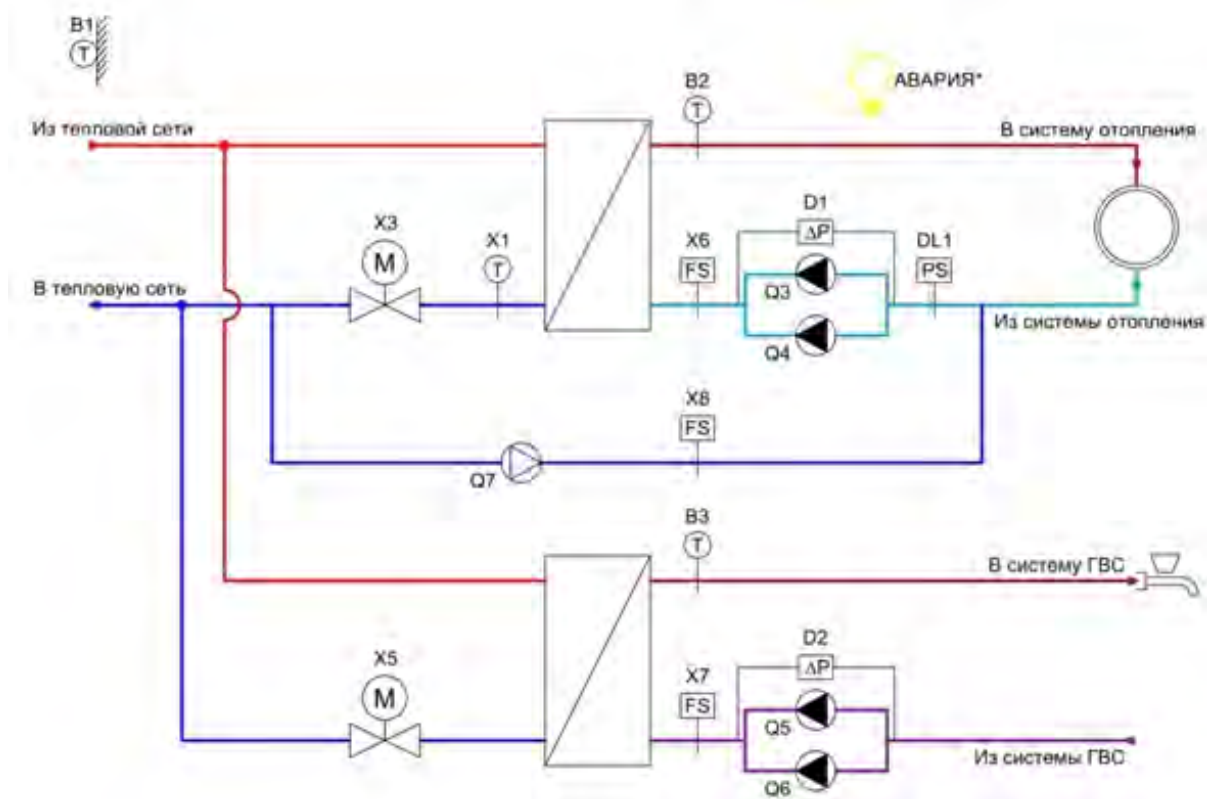 B1
T
АВАРИЯ*
B2
T
Из тепловой сети
В систему отопления
D1
ΔP
X3
M
X1
T
X6
FS
DL1
PS
Q3
В тепловую сеть
Из системы отопления
Q4
X8
FS
Q7
B3
T
В систему ГВС
D2
ΔP
X5
M
X7
FS
Q5
Из системы ГВС
Q6